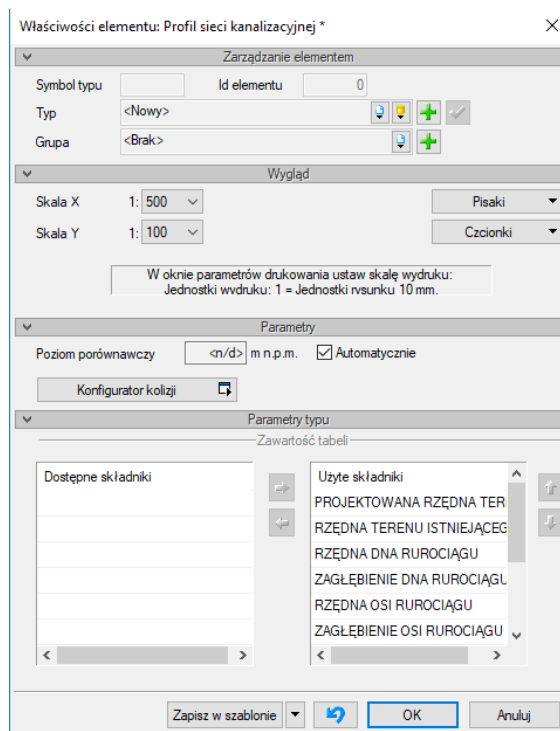 Właściwości elementu: Profil sieci kanalizacyjnej *
Zarządzanie elementem
Symbol typu Id elementu 0
Typ <Nowy>
Grupa <Brak>
Wygląd
Skala X 1: 500 Pisaki
Skala Y 1: 100 Czcionki
W oknie parametrów drukowania ustaw skalę wydruku:
Jednostki wydruku: 1 = Jednostki rysunku 10 mm.
Parametry
Poziom porównawczy <n/d> m n.p.m. Automatycznie
Konfigurator kolizji
Parametry typu
Zawartość tabeli
Dostępne składniki
Użyte składniki
PROJEKTOWANA RZĘDNA TER
RZĘDNA TERENU ISTNIEJĄCEG
RZĘDNA DNA RUROCIĄGU
ZAGŁĘBIENIE DNA RUROCIĄGU
RZĘDNA OSI RUROCIĄGU
ZAGŁĘBIENIE OSI RUROCIĄGU
Zapisz w szablonie OK Anuluj